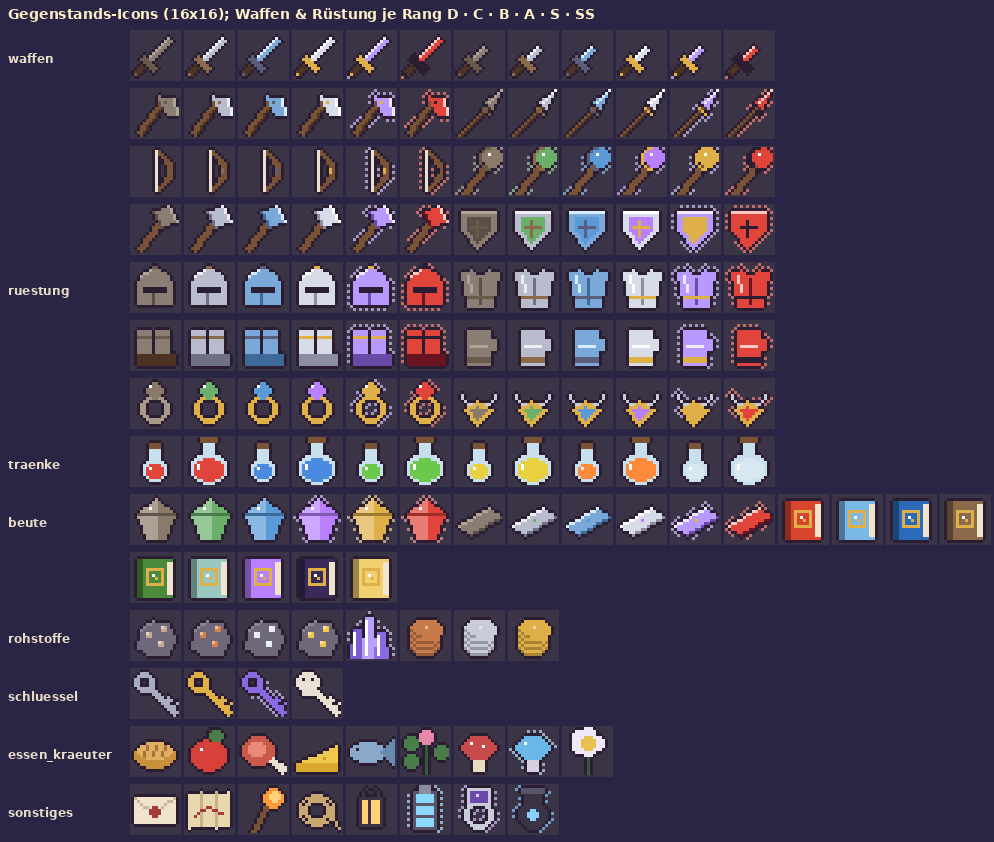 Gegenstands-Icons (16x16); Waffen & Rüstung je Rang D · C · B · A · S · SS
waffen
ruestung
traenke
beute
rohstoffe
schluessel
essen_kraeuter
sonstiges